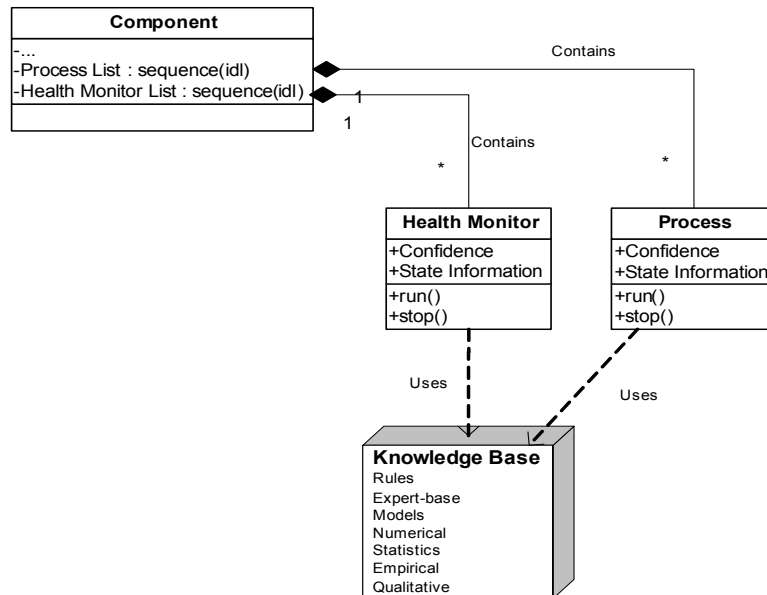 Component
-...
-Process List : sequence(idl)
-Health Monitor List : sequence(idl)
Contains
1
1
Contains
*
*
Health Monitor
+Confidence
+State Information
+run()
+stop()
Process
+Confidence
+State Information
+run()
+stop()
Uses
Uses
Knowledge Base
Rules
Expert-base
Models
Numerical
Statistics
Empirical
Qualitative